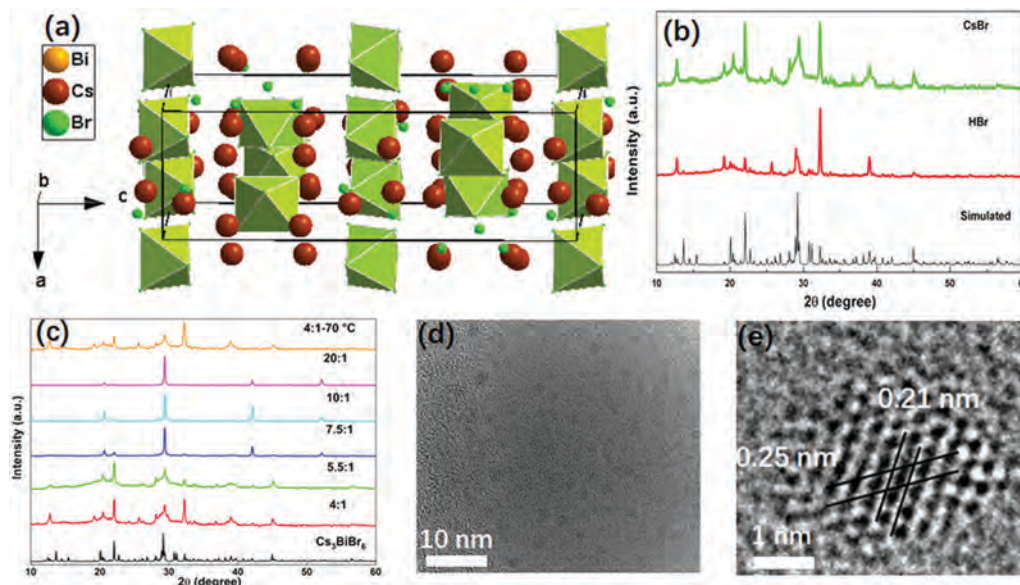 (a)
Bi
Cs
Br
b
c
a
(b)
CsBr
HBr
Simulated
Intensity (a.u.)
10 20 30 40 50 60
2θ (degree)
(c)
4:1-70 °C
20:1
10:1
7.5:1
5.5:1
4:1
Cs₃BiBr₆
Intensity (a.u.)
10 20 30 40 50 60
2θ (degree)
(d)
10 nm
(e)
0.21 nm
0.25 nm
1 nm